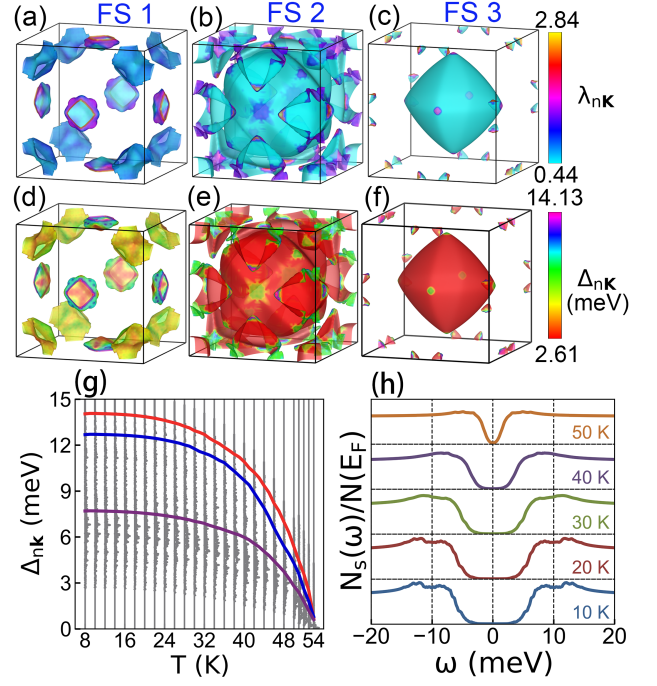 (a) FS 1 (b) FS 2 (c) FS 3 2.84
λnK
0.44
(d) (e) (f) 14.13
ΔnK
(meV)
2.61
(g) (h)
Δnk (meV)
15
12
9
6
3
0
8 16 24 32 40 48 54
T (K)
Ns(ω)/N(EF)
50 K
40 K
30 K
20 K
10 K
−20 −10 0 10 20
ω (meV)